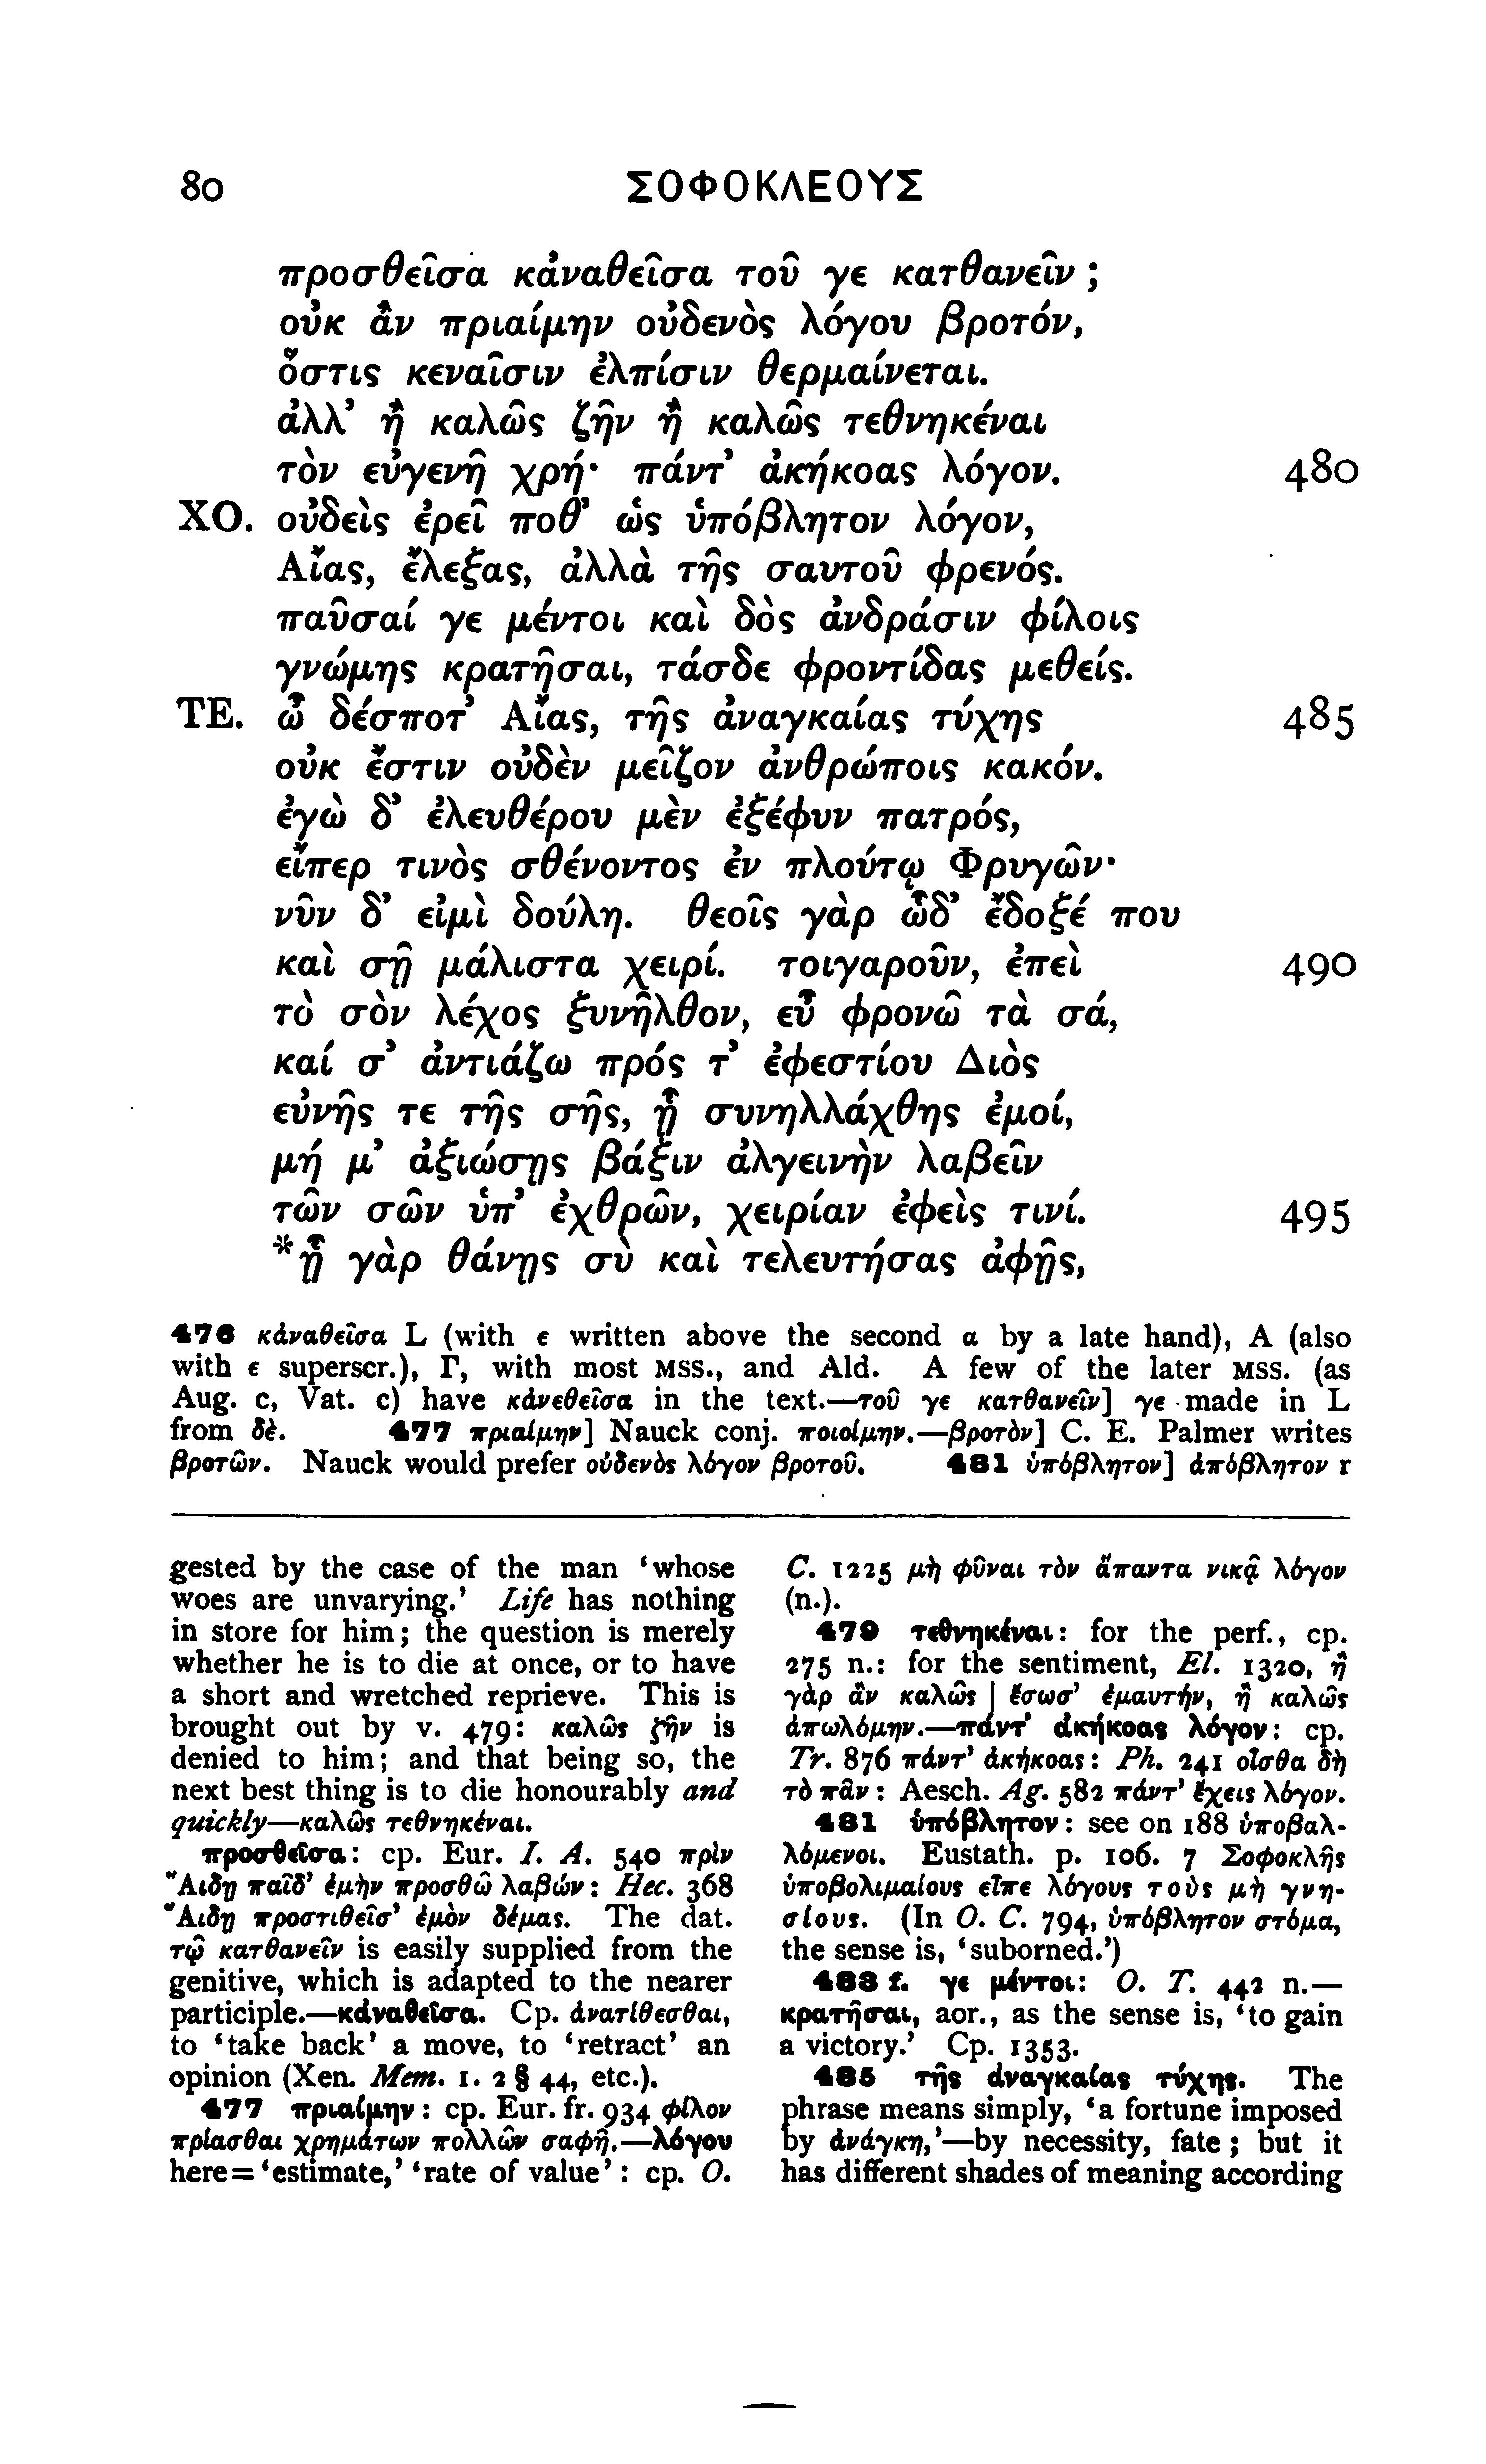 80 ΣΟΦΟΚΛΕΟΥΣ
προσθεῖσα κἀναθεῖσα τοῦ γε κατθανεῖν ;
οὐκ ἂν πριαίμην οὐδενὸς λόγου βροτόν,
ὅστις κεναῖσιν ἐλπίσιν θερμαίνεται.
ἀλλ’ ἢ καλῶς ζῆν ἢ καλῶς τεθνηκέναι
τὸν εὐγενῆ χρή· πάντ’ ἀκήκοας λόγον. 480
ΧΟ. οὐδεὶς ἐρεῖ ποθ’ ὡς ὑπόβλητον λόγον,
Αἴας, ἔλεξας, ἀλλὰ τῆς σαυτοῦ φρενός.
παῦσαί γε μέντοι καὶ δὸς ἀνδράσιν φίλοις
γνώμης κρατῆσαι, τάσδε φροντίδας μεθείς.
ΤΕ. ὦ δέσποτ’ Αἴας, τῆς ἀναγκαίας τύχης 485
οὐκ ἔστιν οὐδὲν μεῖζον ἀνθρώποις κακόν.
ἐγὼ δ’ ἐλευθέρου μὲν ἐξέφυν πατρός,
εἴπερ τινὸς σθένοντος ἐν πλούτῳ Φρυγῶν·
νῦν δ’ εἰμὶ δούλη. θεοῖς γὰρ ὧδ’ ἔδοξέ που
καὶ σῇ μάλιστα χειρί. τοιγαροῦν, ἐπεὶ 490
τὸ σὸν λέχος ξυνῆλθον, εὖ φρονῶ τὰ σά,
καί σ’ ἀντιάζω πρός τ’ ἐφεστίου Διὸς
εὐνῆς τε τῆς σῆς, ᾗ συνηλλάχθης ἐμοί,
μή μ’ ἀξιώσῃς βάξιν ἀλγεινὴν λαβεῖν
τῶν σῶν ὑπ’ ἐχθρῶν, χειρίαν ἐφεὶς τινί. 495
*ᾗ γὰρ θάνῃς σὺ καὶ τελευτήσας ἀφῇς,
476 κἀναθεῖσα L (with ε written above the second α by a late hand), A (also
with ε superscr.), Γ, with most MSS., and Ald. A few of the later MSS. (as
Aug. c, Vat. c) have κἀνεθεῖσα in the text.—τοῦ γε κατθανεῖν] γε made in L
from δὲ. 477 πριαίμην] Nauck conj. ποιοίμην.—βροτὸν] C. E. Palmer writes
βροτῶν. Nauck would prefer οὐδενὸς λόγον βροτοῦ. 481 ὑπόβλητον] ἀπόβλητον r
gested by the case of the man ‘whose
woes are unvarying.’ Life has nothing
in store for him; the question is merely
whether he is to die at once, or to have
a short and wretched reprieve. This is
brought out by v. 479: καλῶς ζῆν is
denied to him; and that being so, the
next best thing is to die honourably and
quickly—καλῶς τεθνηκέναι.
προσθεῖσα: cp. Eur. I. A. 540 πρὶν
Ἅιδῃ παῖδ’ ἐμὴν προσθῶ λαβών: Hec. 368
Ἅιδῃ προστιθεῖσ’ ἐμὸν δέμας. The dat.
τῷ κατθανεῖν is easily supplied from the
genitive, which is adapted to the nearer
participle.—κἀναθεῖσα. Cp. ἀνατίθεσθαι,
to ‘take back’ a move, to ‘retract’ an
opinion (Xen. Mem. 1. 2 § 44, etc.).
477 πριαίμην: cp. Eur. fr. 934 φίλον
πρίασθαι χρημάτων πολλῶν σαφῆ.—λόγου
here=‘estimate,’ ‘rate of value’: cp. O.
C. 1225 μὴ φῦναι τὸν ἅπαντα νικᾷ λόγον
(n.).
479 τεθνηκέναι: for the perf., cp.
275 n.: for the sentiment, El. 1320, ἢ
γὰρ ἂν καλῶς | ἔσωσ’ ἐμαυτήν, ἢ καλῶς
ἀπωλόμην.—πάντ’ ἀκήκοας λόγον: cp.
Tr. 876 πάντ’ ἀκήκοας: Ph. 241 οἶσθα δὴ
τὸ πᾶν: Aesch. Ag. 582 πάντ’ ἔχεις λόγον.
481 ὑπόβλητον: see on 188 ὑποβαλ-
λόμενοι. Eustath. p. 106. 7 Σοφοκλῆς
ὑποβολιμαίους εἶπε λόγους τοὺς μὴ γνη-
σίους. (In O. C. 794, ὑπόβλητον στόμα,
the sense is, ‘suborned.’)
483 f. γε μέντοι: O. T. 442 n.—
κρατῆσαι, aor., as the sense is, ‘to gain
a victory.’ Cp. 1353.
485 τῆς ἀναγκαίας τύχης. The
phrase means simply, ‘a fortune imposed
by ἀνάγκη,’—by necessity, fate; but it
has different shades of meaning according